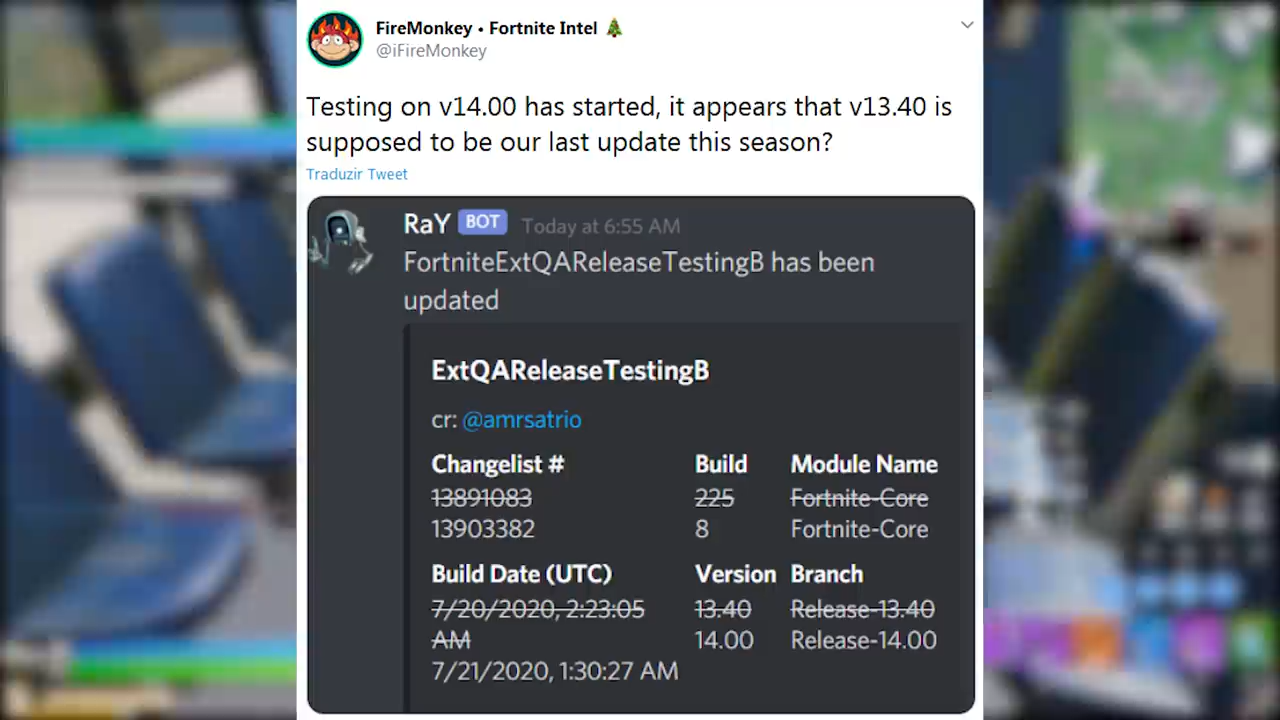 FireMonkey • Fortnite Intel 🎄
@iFireMonkey
Testing on v14.00 has started, it appears that v13.40 is
supposed to be our last update this season?
Traduzir Tweet
RaY BOT Today at 6:55 AM
FortniteExtQAReleaseTestingB has been
updated
ExtQAReleaseTestingB
cr: @amrsatrio
Changelist # Build Module Name
13891083 225 Fortnite-Core
13903382 8 Fortnite-Core
Build Date (UTC) Version Branch
7/20/2020, 2:23:05 13.40 Release-13.40
AM 14.00 Release-14.00
7/21/2020, 1:30:27 AM